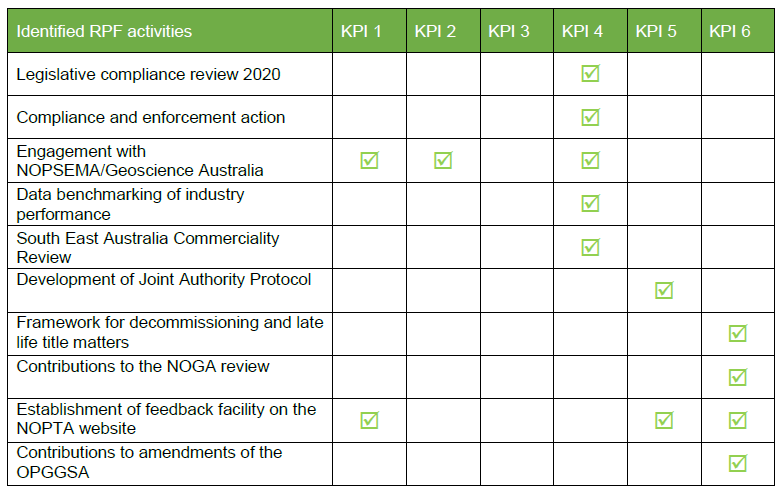 Identified RPF activities KPI 1 KPI 2 KPI 3 KPI 4 KPI 5 KPI 6
Legislative compliance review 2020 ☑
Compliance and enforcement action ☑
Engagement with
NOPSEMA/Geoscience Australia ☑ ☑ ☑
Data benchmarking of industry
performance ☑
South East Australia Commerciality
Review ☑
Development of Joint Authority Protocol ☑
Framework for decommissioning and late
life title matters ☑
Contributions to the NOGA review ☑
Establishment of feedback facility on the
NOPTA website ☑ ☑ ☑
Contributions to amendments of the
OPGGSA ☑